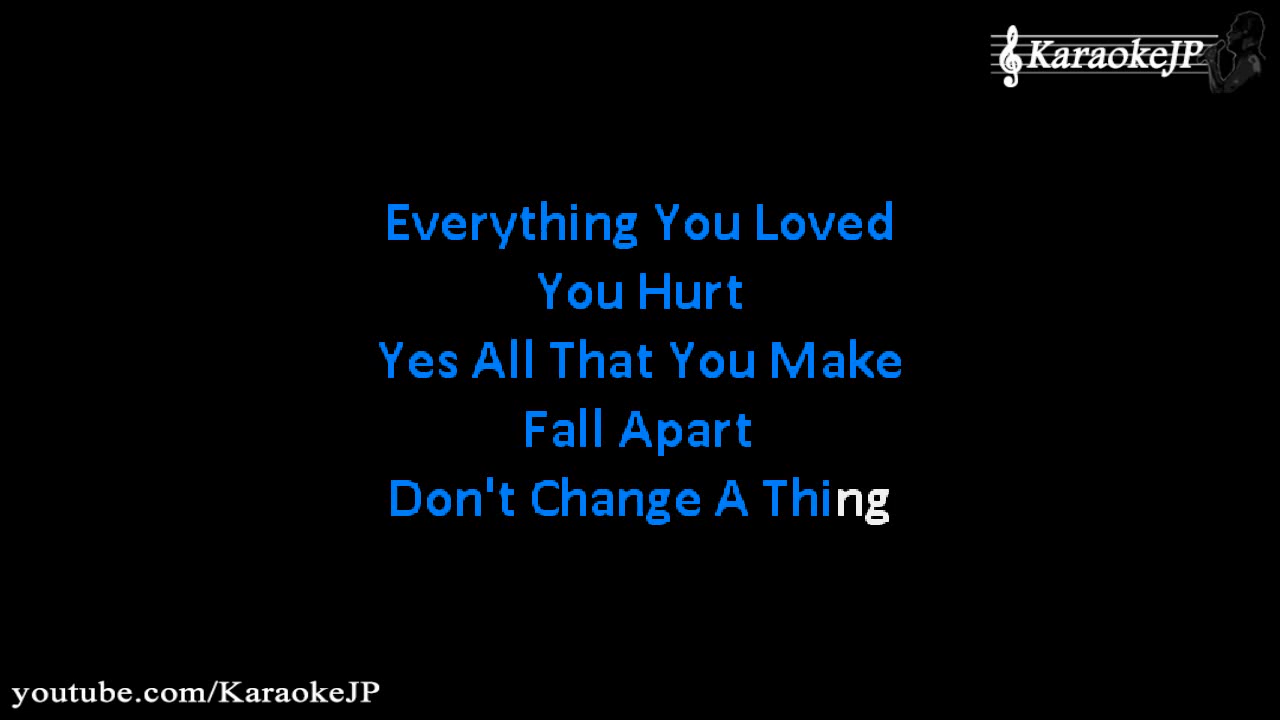 KaraokeJP
Everything You Loved
You Hurt
Yes All That You Make
Fall Apart
Don't Change A Thing
youtube.com/KaraokeJP